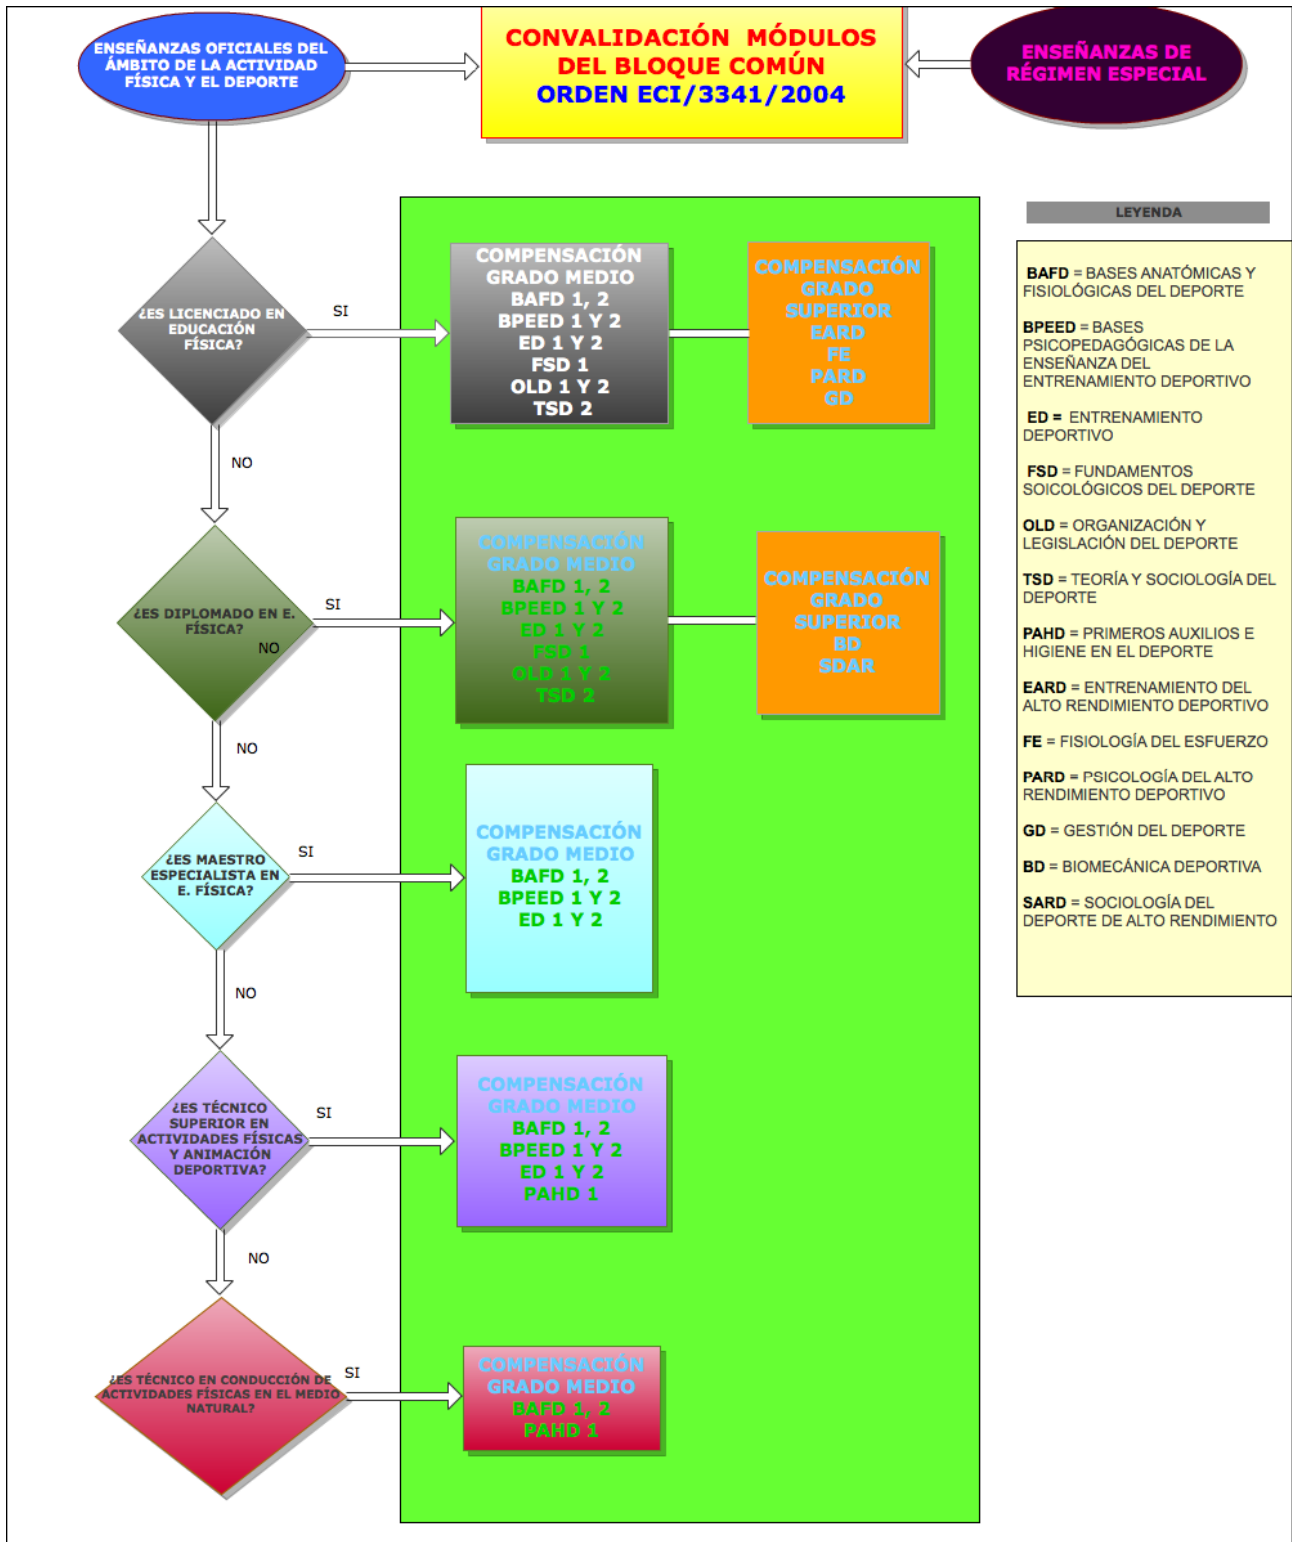 ENSEÑANZAS OFICIALES DEL
ÁMBITO DE LA ACTIVIDAD
FÍSICA Y EL DEPORTE
CONVALIDACIÓN MÓDULOS
DEL BLOQUE COMÚN
ORDEN ECI/3341/2004
ENSEÑANZAS DE
RÉGIMEN ESPECIAL
¿ES LICENCIADO EN
EDUCACIÓN
FÍSICA?
SI
COMPENSACIÓN
GRADO MEDIO
BAFD 1, 2
BPEED 1 Y 2
ED 1 Y 2
FSD 1
OLD 1 Y 2
TSD 2
COMPENSACIÓN
GRADO
SUPERIOR
EARD
FE
PARD
GD
NO
¿ES DIPLOMADO EN E.
FÍSICA?
NO
SI
COMPENSACIÓN
GRADO MEDIO
BAFD 1, 2
BPEED 1 Y 2
ED 1 Y 2
FSD 1
OLD 1 Y 2
TSD 2
COMPENSACIÓN
GRADO
SUPERIOR
BD
SDAR
NO
¿ES MAESTRO
ESPECIALISTA EN
E. FÍSICA?
SI
COMPENSACIÓN
GRADO MEDIO
BAFD 1, 2
BPEED 1 Y 2
ED 1 Y 2
NO
¿ES TÉCNICO
SUPERIOR EN
ACTIVIDADES FÍSICAS
Y ANIMACIÓN
DEPORTIVA?
SI
COMPENSACIÓN
GRADO MEDIO
BAFD 1, 2
BPEED 1 Y 2
ED 1 Y 2
PAHD 1
NO
¿ES TÉCNICO EN CONDUCCIÓN DE
ACTIVIDADES FÍSICAS EN EL MEDIO
NATURAL?
SI
COMPENSACIÓN
GRADO MEDIO
BAFD 1, 2
PAHD 1
LEYENDA
BAFD = BASES ANATÓMICAS Y
FISIOLÓGICAS DEL DEPORTE
BPEED = BASES
PSICOPEDAGÓGICAS DE LA
ENSEÑANZA DEL
ENTRENAMIENTO DEPORTIVO
ED = ENTRENAMIENTO
DEPORTIVO
FSD = FUNDAMENTOS
SOICOLÓGICOS DEL DEPORTE
OLD = ORGANIZACIÓN Y
LEGISLACIÓN DEL DEPORTE
TSD = TEORÍA Y SOCIOLOGÍA DEL
DEPORTE
PAHD = PRIMEROS AUXILIOS E
HIGIENE EN EL DEPORTE
EARD = ENTRENAMIENTO DEL
ALTO RENDIMIENTO DEPORTIVO
FE = FISIOLOGÍA DEL ESFUERZO
PARD = PSICOLOGÍA DEL ALTO
RENDIMIENTO DEPORTIVO
GD = GESTIÓN DEL DEPORTE
BD = BIOMECÁNICA DEPORTIVA
SARD = SOCIOLOGÍA DEL
DEPORTE DE ALTO RENDIMIENTO